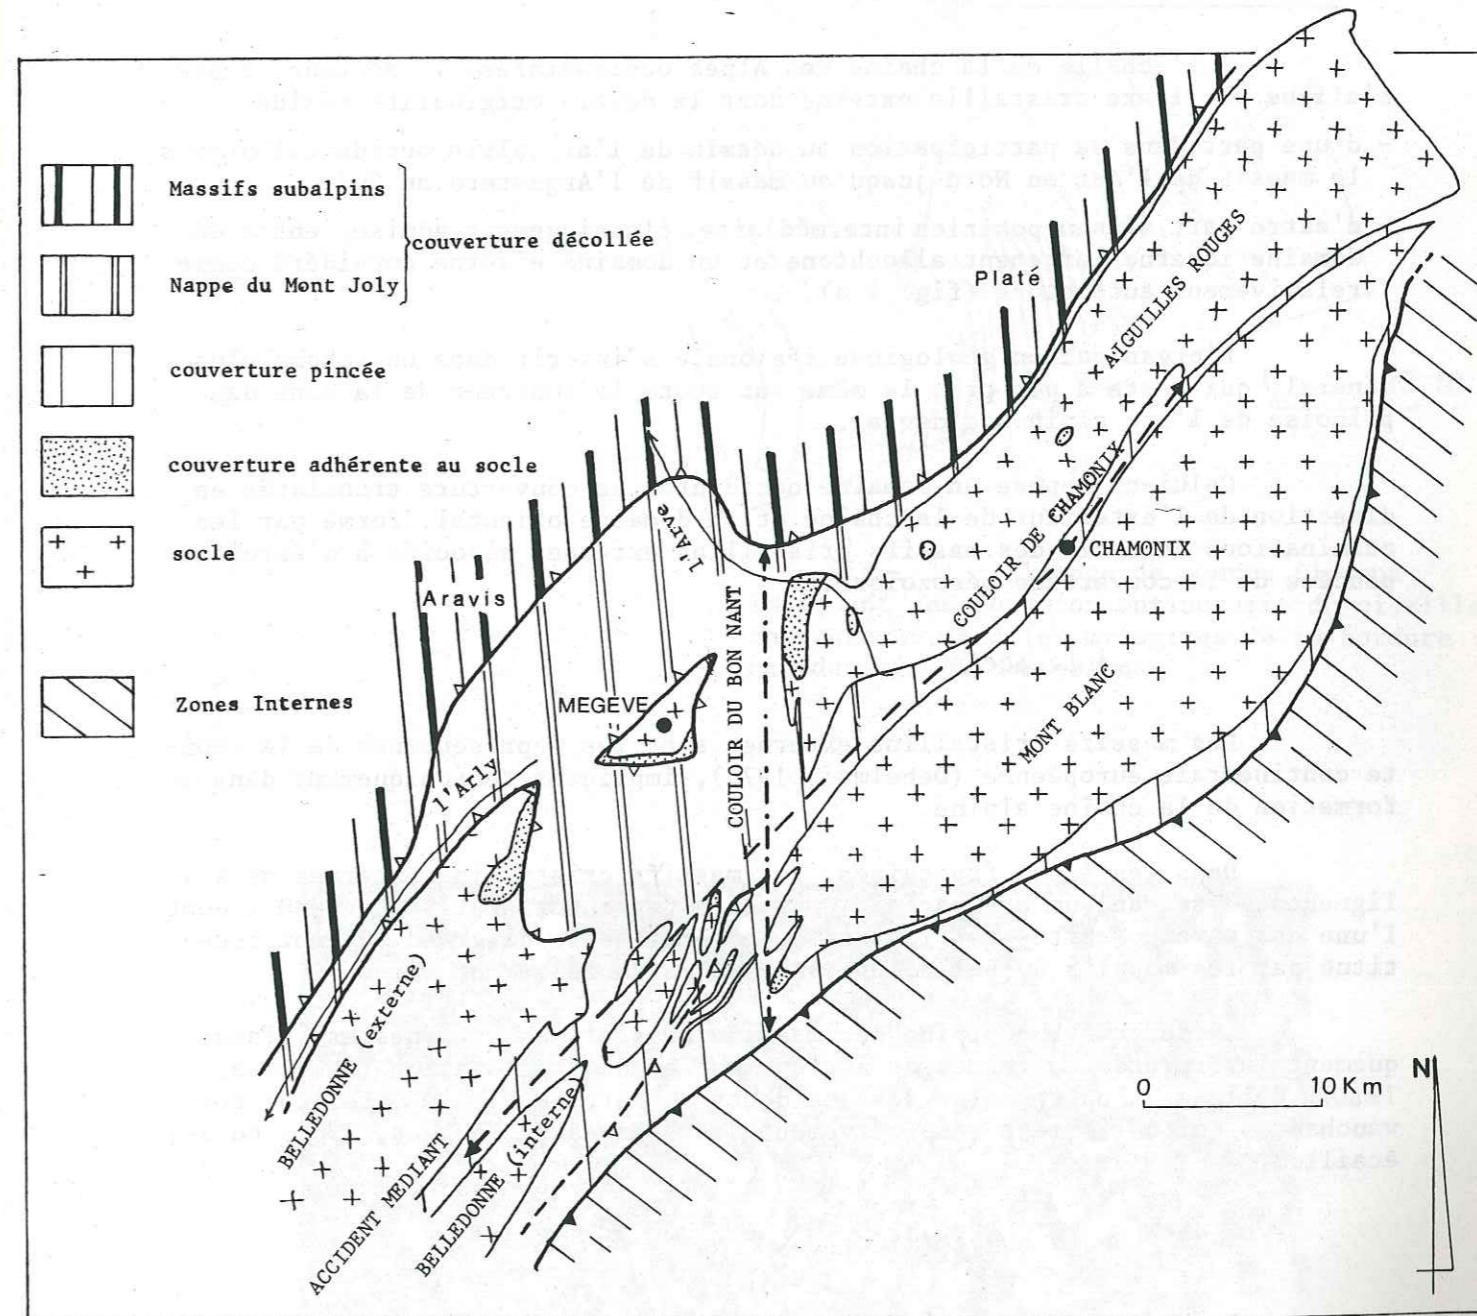 Massifs subalpins
couverture décollée
Nappe du Mont Joly
couverture pincée
couverture adhérente au socle
socle
Zones Internes
Platé
AIGUILLES ROUGES
l'Arve
COULOIR DE CHAMONIX
CHAMONIX
Aravis
MEGEVE
COULOIR DU BON NANT
MONT BLANC
l'Arly
BELLEDONNE (externe)
ACCIDENT MEDIANT
BELLEDONNE (interne)
N
0 10 Km